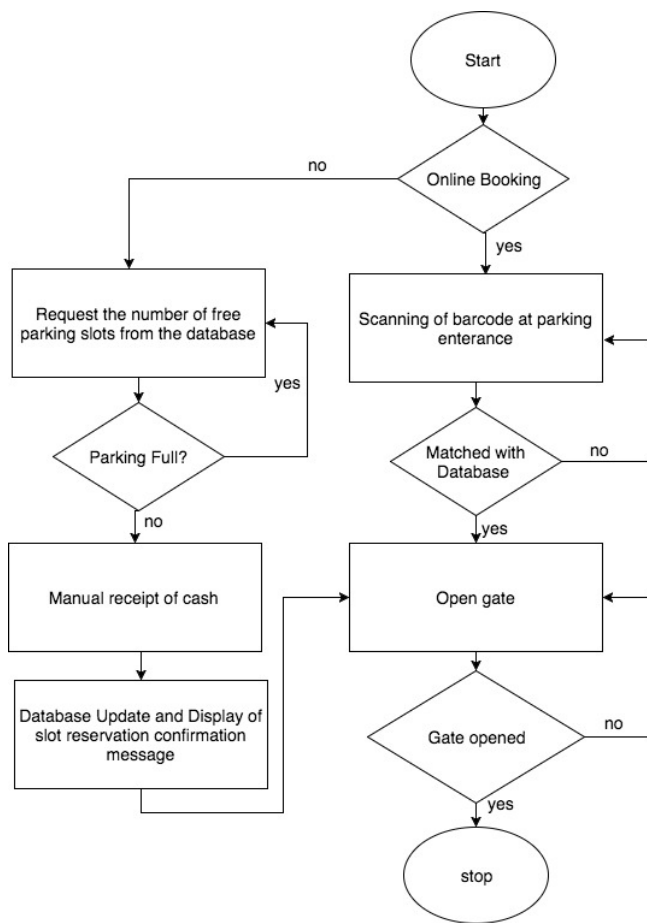 Start
no
Online Booking
yes
Request the number of free
parking slots from the database
Scanning of barcode at parking
enterance
yes
Parking Full?
Matched with
Database
no
no
yes
Manual receipt of cash
Open gate
Database Update and Display of
slot reservation confirmation
message
Gate opened
no
yes
stop